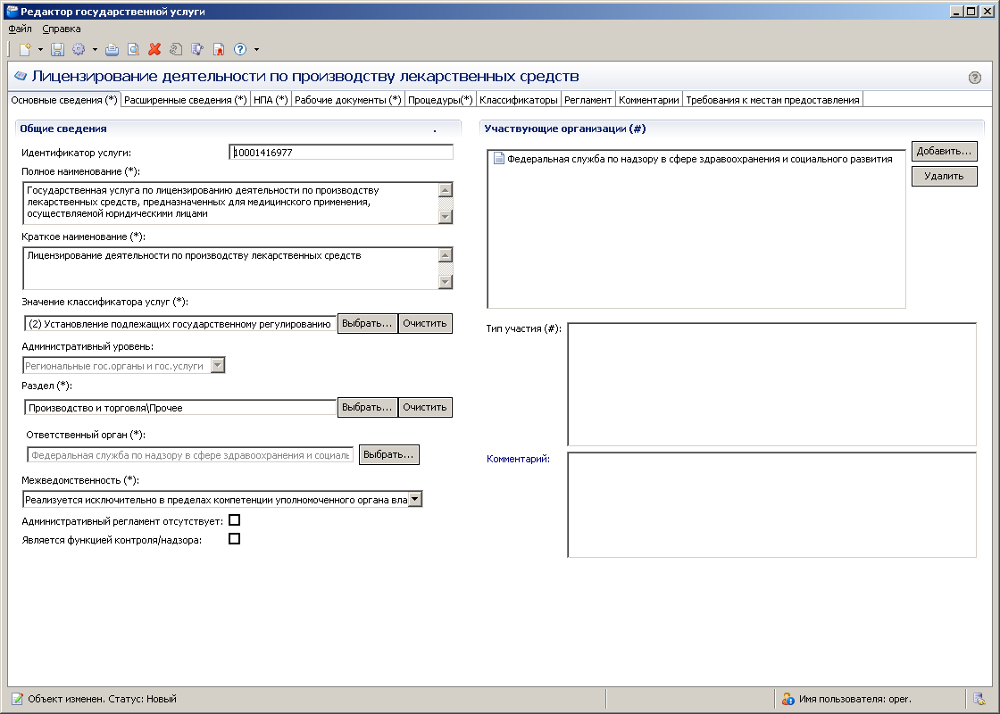 Редактор государственной услуги
Файл Справка
Лицензирование деятельности по производству лекарственных средств
Основные сведения (*) Расширенные сведения (*) НПА (*) Рабочие документы (*) Процедуры(*) Классификаторы Регламент Комментарии Требования к местам предоставления
Общие сведения
Идентификатор услуги: 10001416977
Полное наименование (*):
Государственная услуга по лицензированию деятельности по производству
лекарственных средств, предназначенных для медицинского применения,
осуществляемой юридическими лицами
Краткое наименование (*):
Лицензирование деятельности по производству лекарственных средств
Значение классификатора услуг (*):
(2) Установление подлежащих государственному регулированию Выбрать... Очистить
Административный уровень:
Региональные гос.органы и гос.услуги
Раздел (*):
Производство и торговля\Прочее Выбрать... Очистить
Ответственный орган (*):
Федеральная служба по надзору в сфере здравоохранения и социаль Выбрать...
Межведомственность (*):
Реализуется исключительно в пределах компетенции уполномоченного органа вла
Административный регламент отсутствует:
Является функцией контроля/надзора:
Участвующие организации (#)
Федеральная служба по надзору в сфере здравоохранения и социального развития
Добавить...
Удалить
Тип участия (#):
Комментарий:
Объект изменен. Статус: Новый
Имя пользователя: oper.